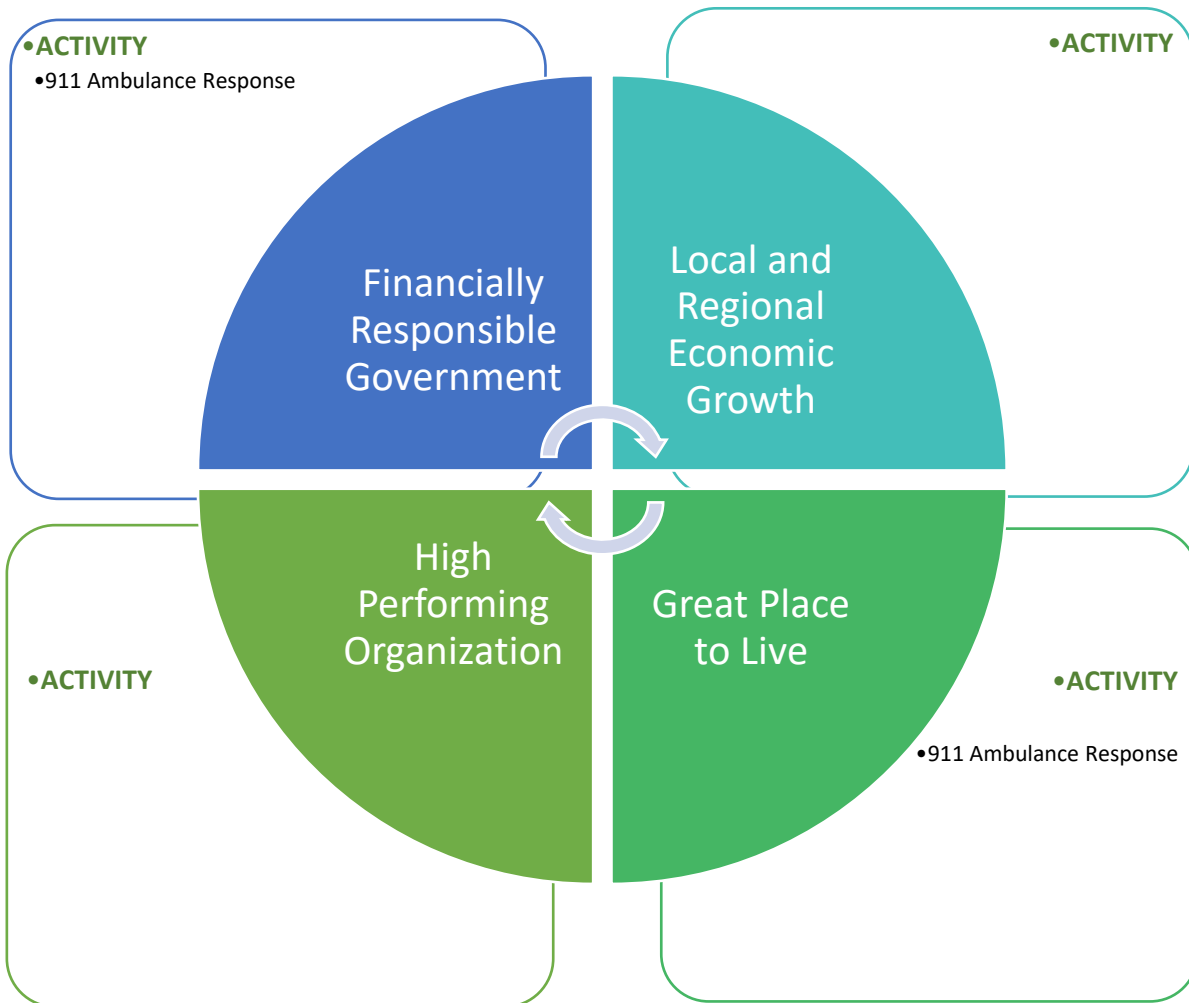 •ACTIVITY
•911 Ambulance Response
•ACTIVITY
Financially
Responsible
Government
Local and
Regional
Economic
Growth
High
Performing
Organization
Great Place
to Live
•ACTIVITY
•ACTIVITY
•911 Ambulance Response